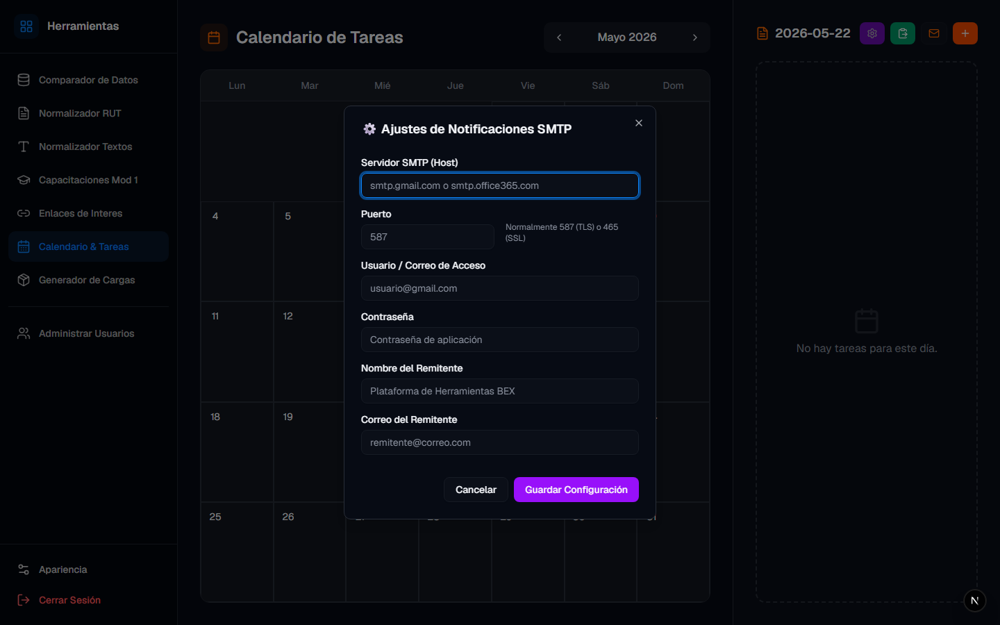 Herramientas
Comparador de Datos
Normalizador RUT
Normalizador Textos
Capacitaciones Mod 1
Enlaces de Interes
Calendario & Tareas
Generador de Cargas
Administrar Usuarios
Apariencia
Cerrar Sesión
Calendario de Tareas
Mayo 2026
Lun Mar Mié Jue Vie Sáb Dom
4 5
11 12
18 19
25 26
Ajustes de Notificaciones SMTP
Servidor SMTP (Host)
smtp.gmail.com o smtp.office365.com
Puerto
587
Normalmente 587 (TLS) o 465
(SSL)
Usuario / Correo de Acceso
usuario@gmail.com
Contraseña
Contraseña de aplicación
Nombre del Remitente
Plataforma de Herramientas BEX
Correo del Remitente
remitente@correo.com
Cancelar
Guardar Configuración
2026-05-22
No hay tareas para este día.
N